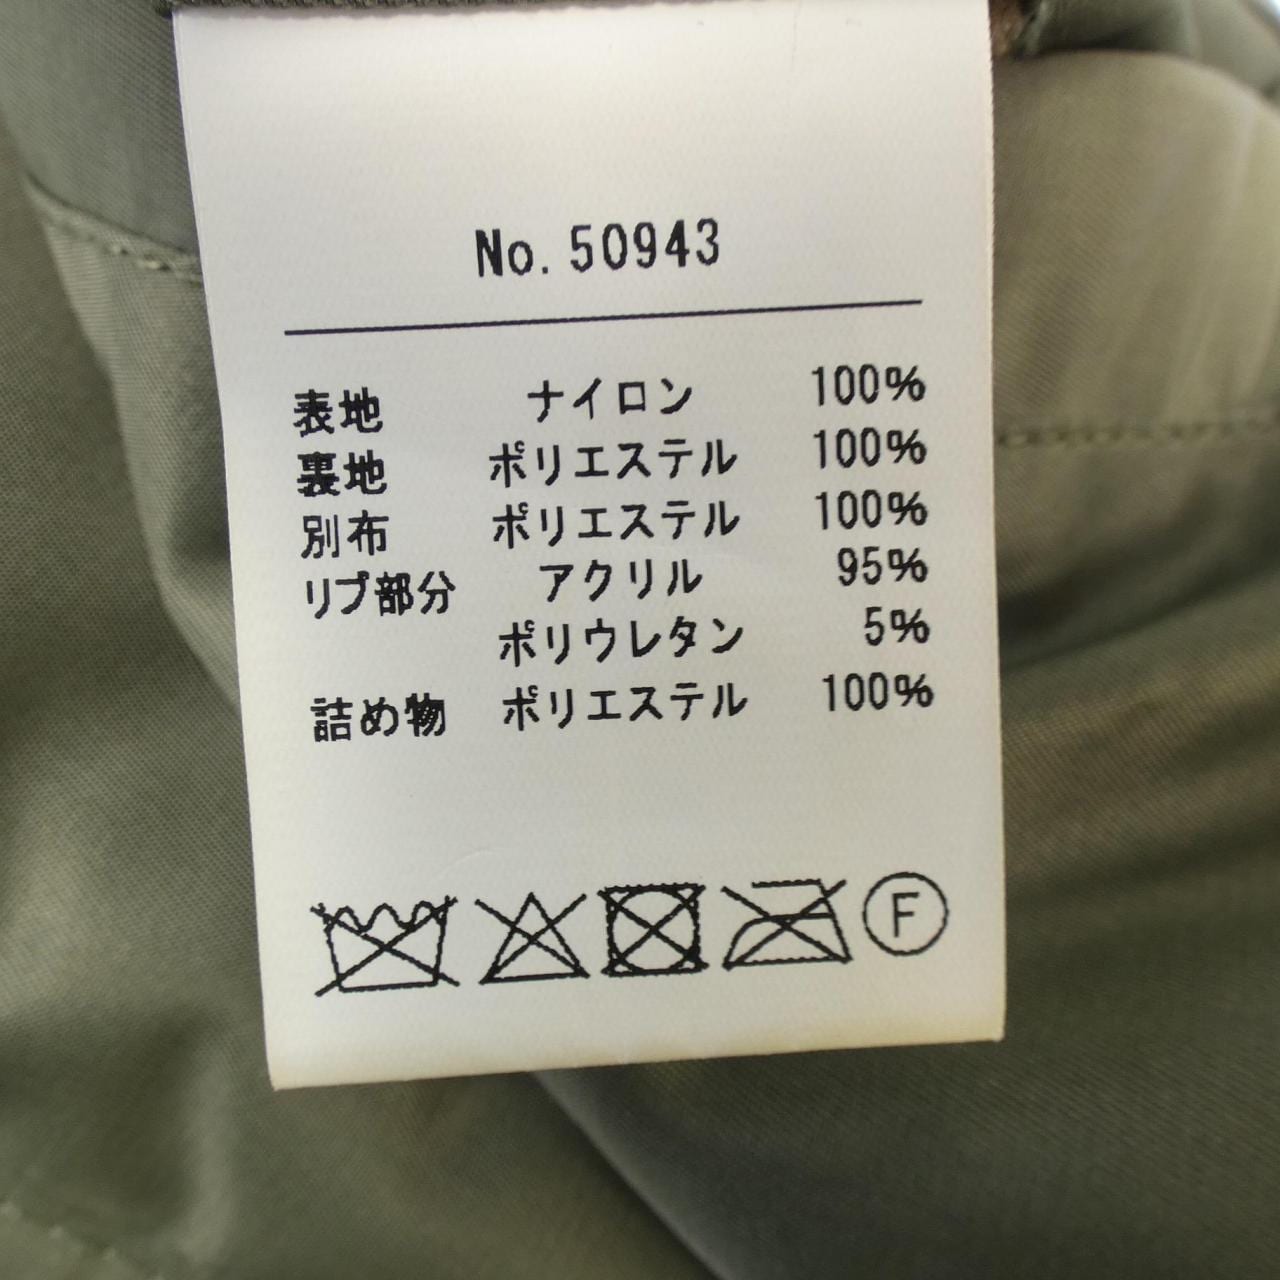 No. 50943
表地 ナイロン 100%
裏地 ポリエステル 100%
別布 ポリエステル 100%
リブ部分 アクリル 95%
ポリウレタン 5%
詰め物 ポリエステル 100%
F